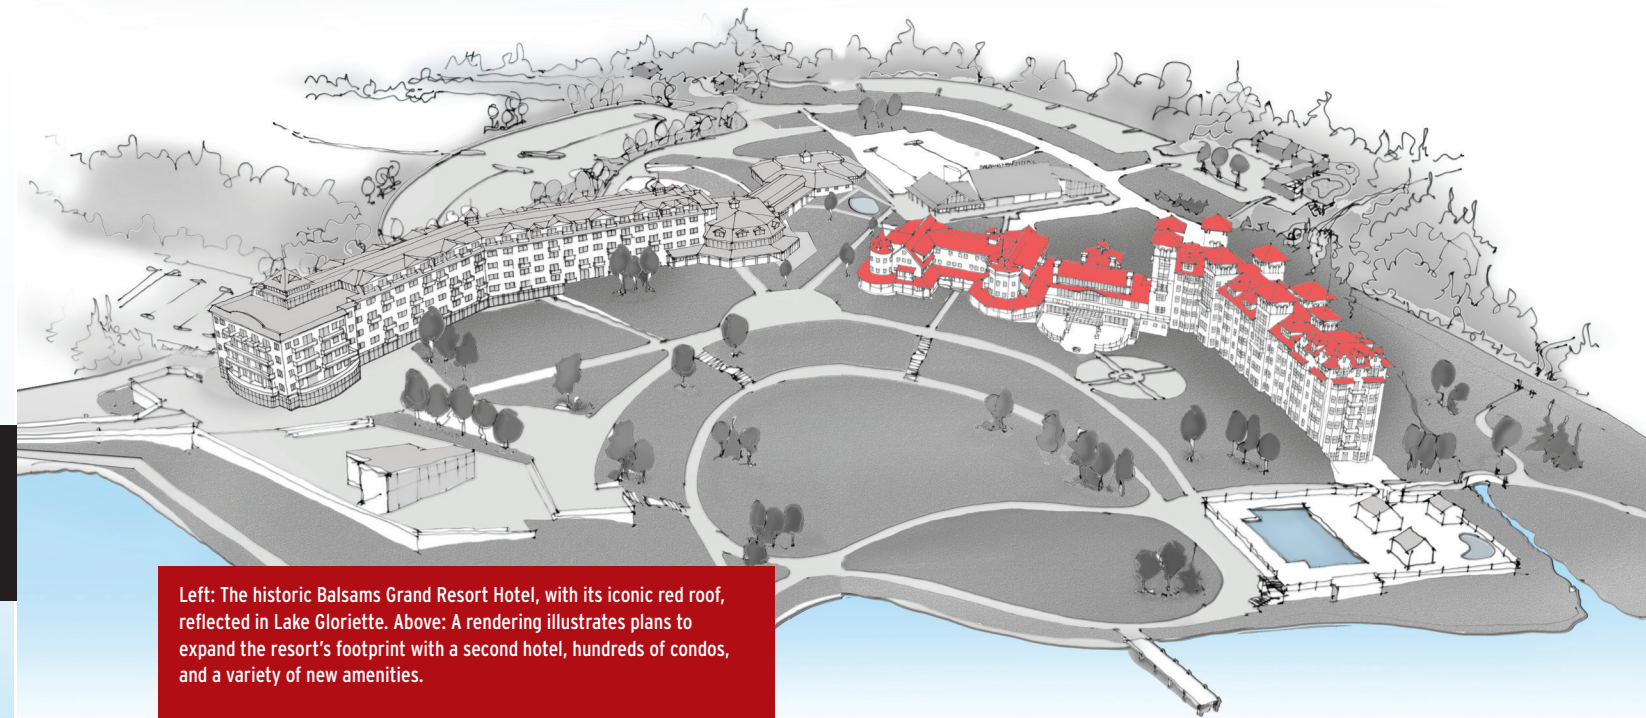 Left: The historic Balsams Grand Resort Hotel, with its iconic red roof,
reflected in Lake Gloriette. Above: A rendering illustrates plans to
expand the resort’s footprint with a second hotel, hundreds of condos,
and a variety of new amenities.